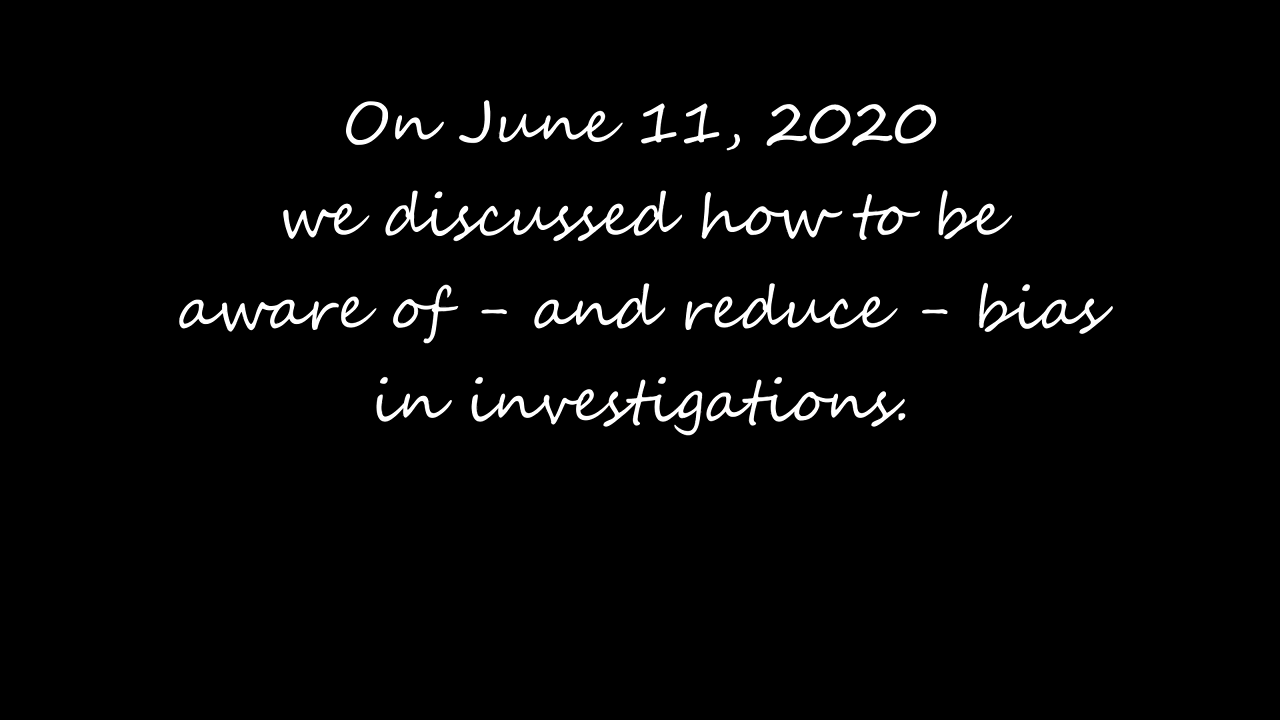 On June 11, 2020
we discussed how to be
aware of - and reduce - bias
in investigations.